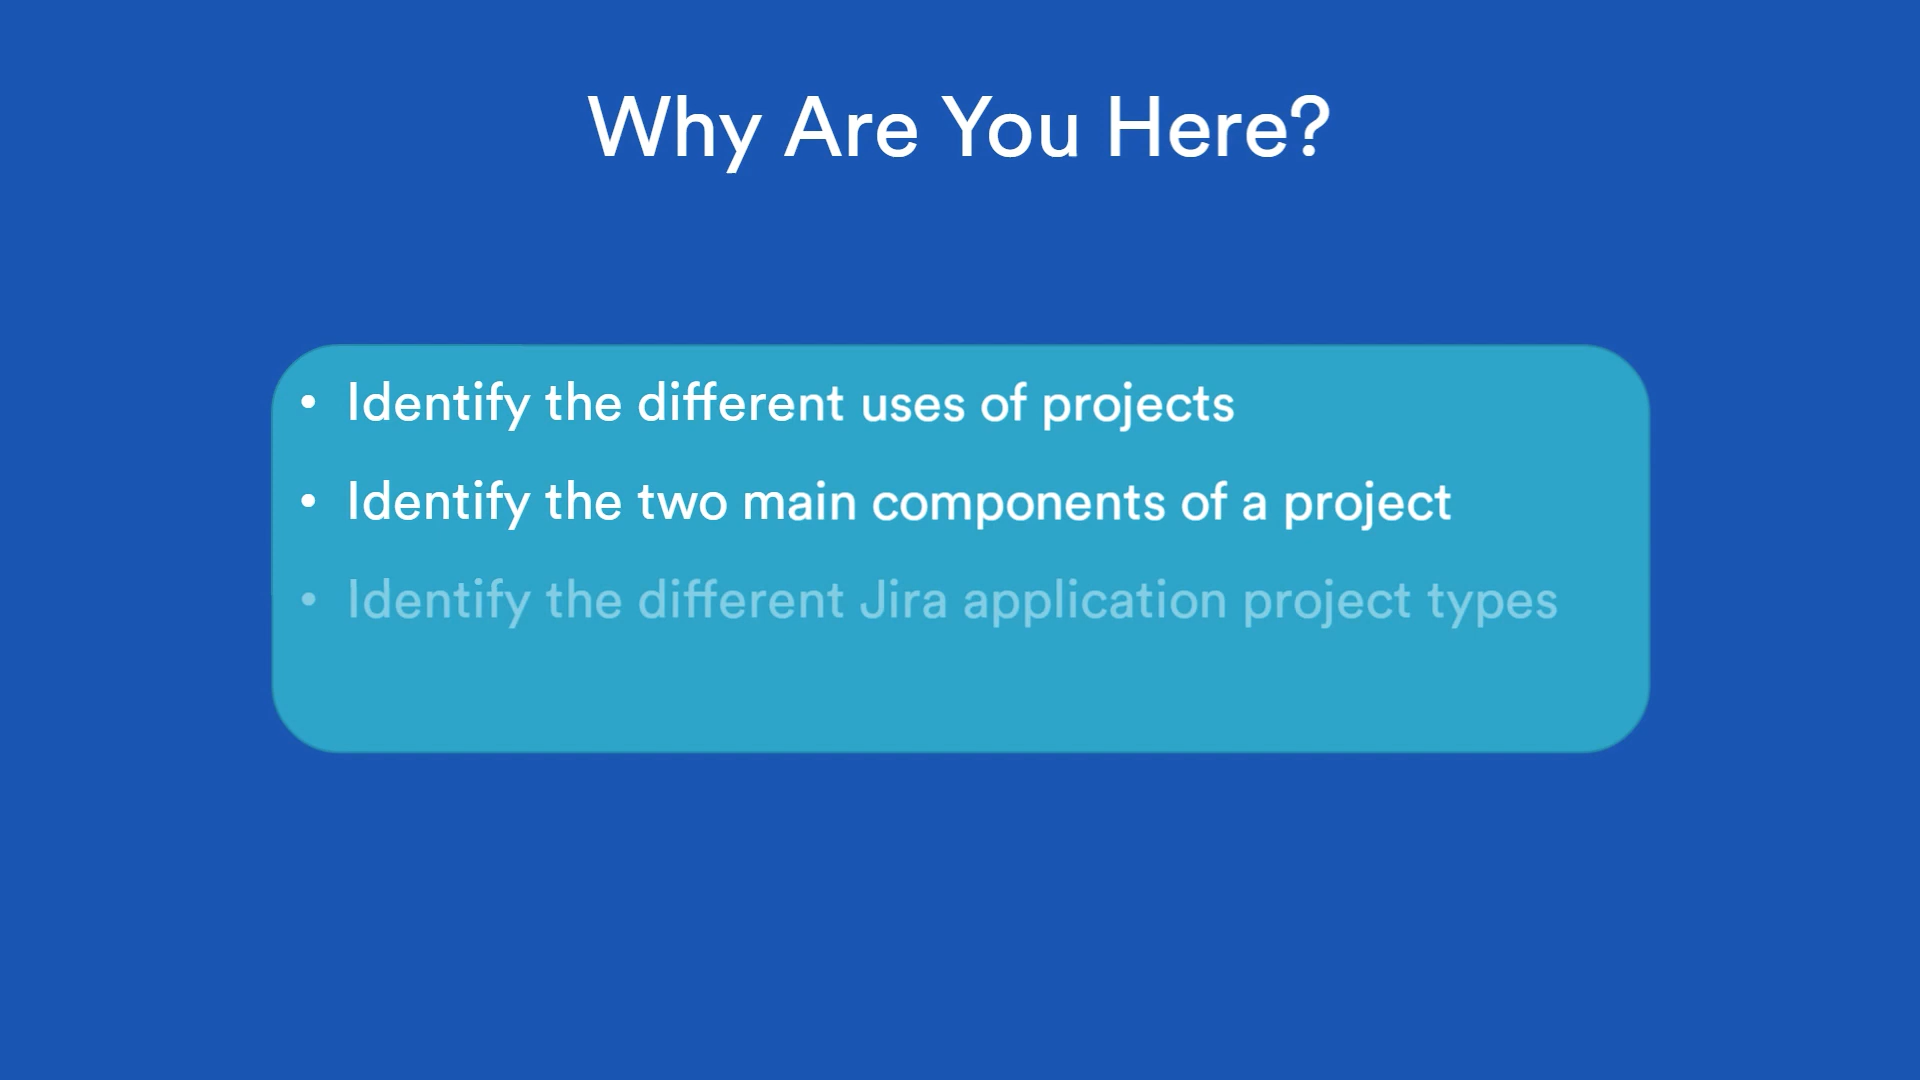 Why Are You Here?
• Identify the different uses of projects
• Identify the two main components of a project
• Identify the different Jira application project types